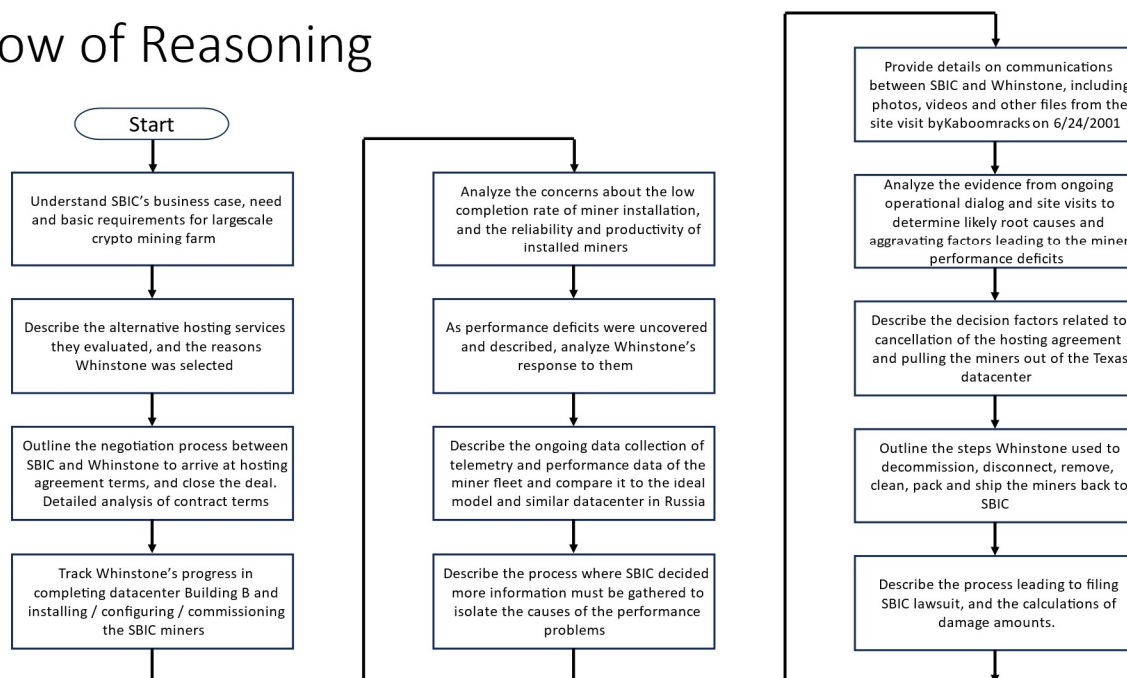 ow of Reasoning
Start
Understand SBIC's business case, need
and basic requirements for largescale
crypto mining farm
Describe the alternative hosting services
they evaluated, and the reasons
Whinstone was selected
Outline the negotiation process between
SBIC and Whinstone to arrive at hosting
agreement terms, and close the deal.
Detailed analysis of contract terms
Track Whinstone's progress in
completing datacenter Building B and
installing / configuring / commissioning
the SBIC miners
Analyze the concerns about the low
completion rate of miner installation,
and the reliability and productivity of
installed miners
As performance deficits were uncovered
and described, analyze Whinstone's
response to them
Describe the ongoing data collection of
telemetry and performance data of the
miner fleet and compare it to the ideal
model and similar datacenter in Russia
Describe the process where SBIC decided
more information must be gathered to
isolate the causes of the performance
problems
Provide details on communications
between SBIC and Whinstone, including
photos, videos and other files from the
site visit byKaboomracks on 6/24/2001
Analyze the evidence from ongoing
operational dialog and site visits to
determine likely root causes and
aggravating factors leading to the miner
performance deficits
Describe the decision factors related to
cancellation of the hosting agreement
and pulling the miners out of the Texas
datacenter
Outline the steps Whinstone used to
decommission, disconnect, remove,
clean, pack and ship the miners back to
SBIC
Describe the process leading to filing
SBIC lawsuit, and the calculations of
damage amounts.